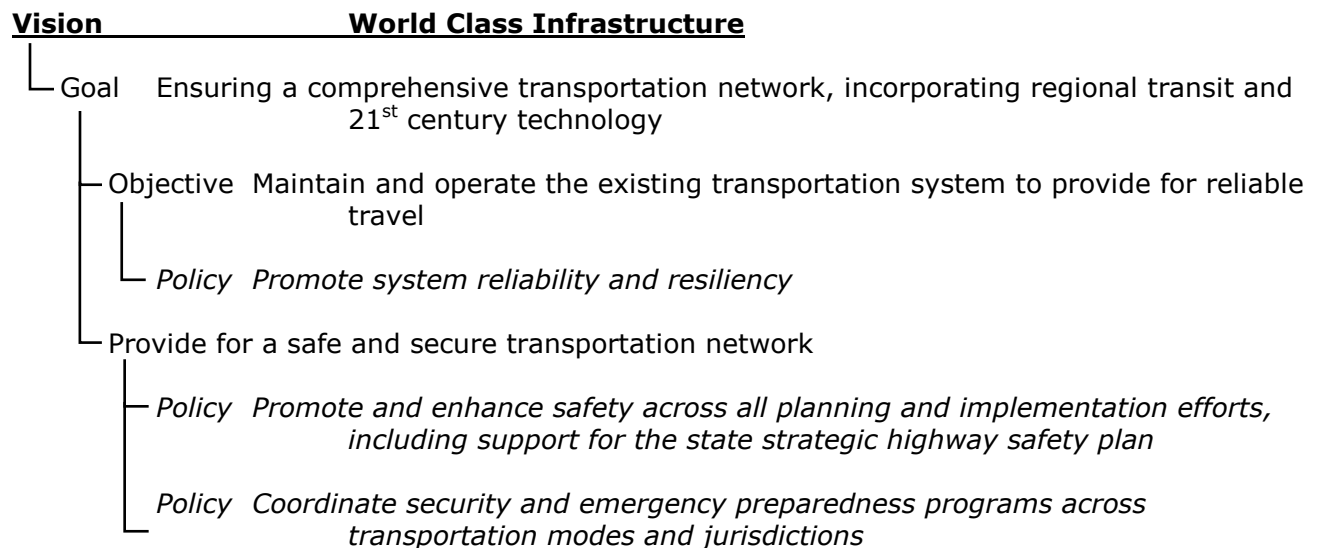 Vision World Class Infrastructure
Goal Ensuring a comprehensive transportation network, incorporating regional transit and
21st century technology
Objective Maintain and operate the existing transportation system to provide for reliable
travel
Policy Promote system reliability and resiliency
Provide for a safe and secure transportation network
Policy Promote and enhance safety across all planning and implementation efforts,
including support for the state strategic highway safety plan
Policy Coordinate security and emergency preparedness programs across
transportation modes and jurisdictions